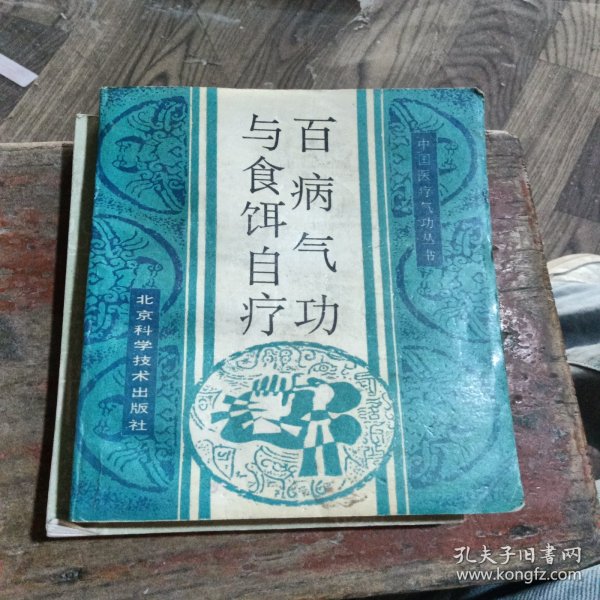 百病气功
与食饵自疗
中国医疗气功丛书
北京科学技术出版社
孔夫子旧书网
www.kongfz.com